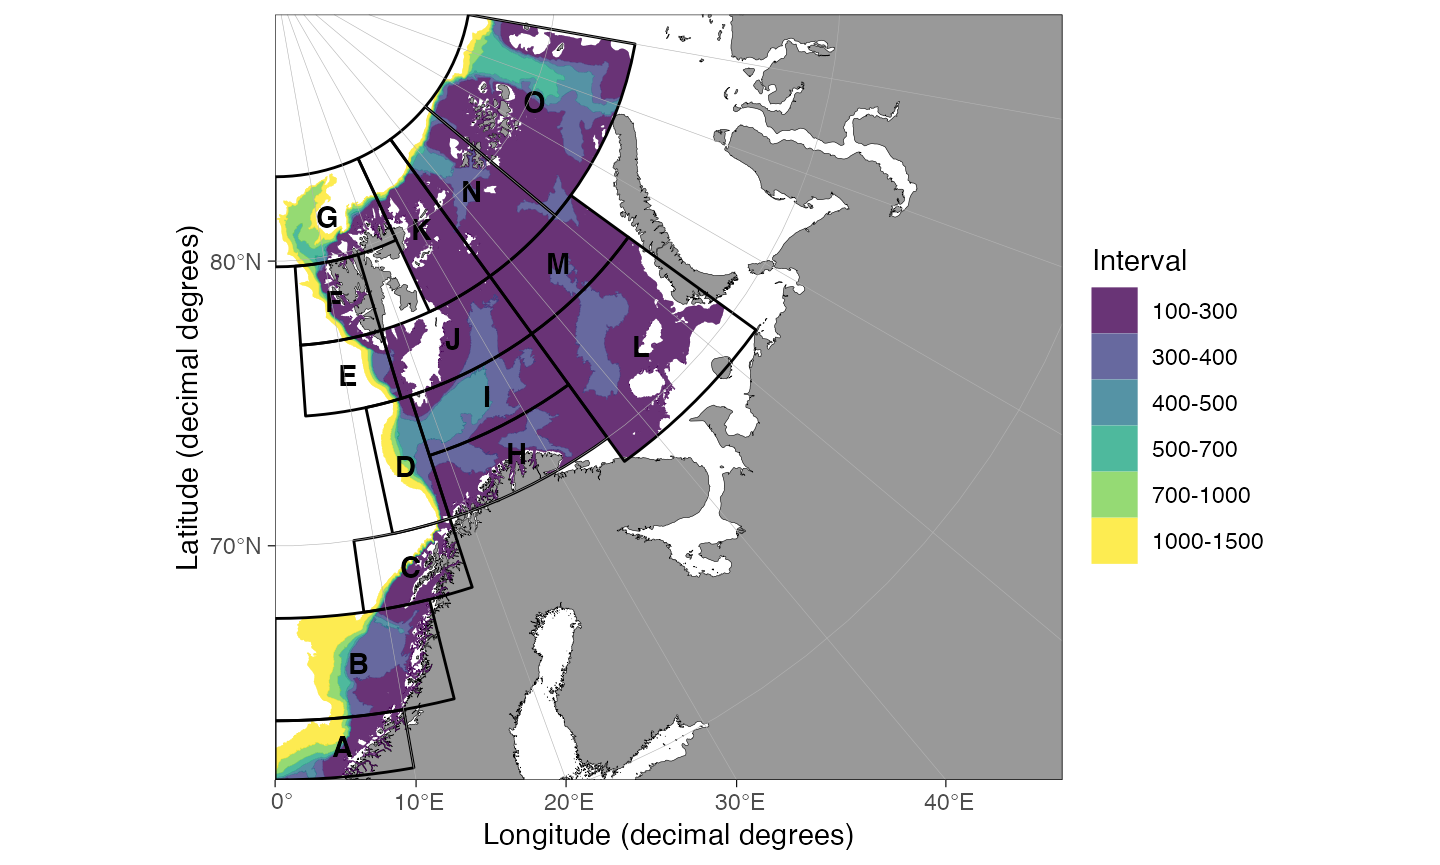 O
N
G
K
M
F
J
L
E
I
H
D
C
B
A
80°N
70°N
Latitude (decimal degrees)
0°
10°E
20°E
30°E
40°E
Longitude (decimal degrees)
Interval
100-300
300-400
400-500
500-700
700-1000
1000-1500